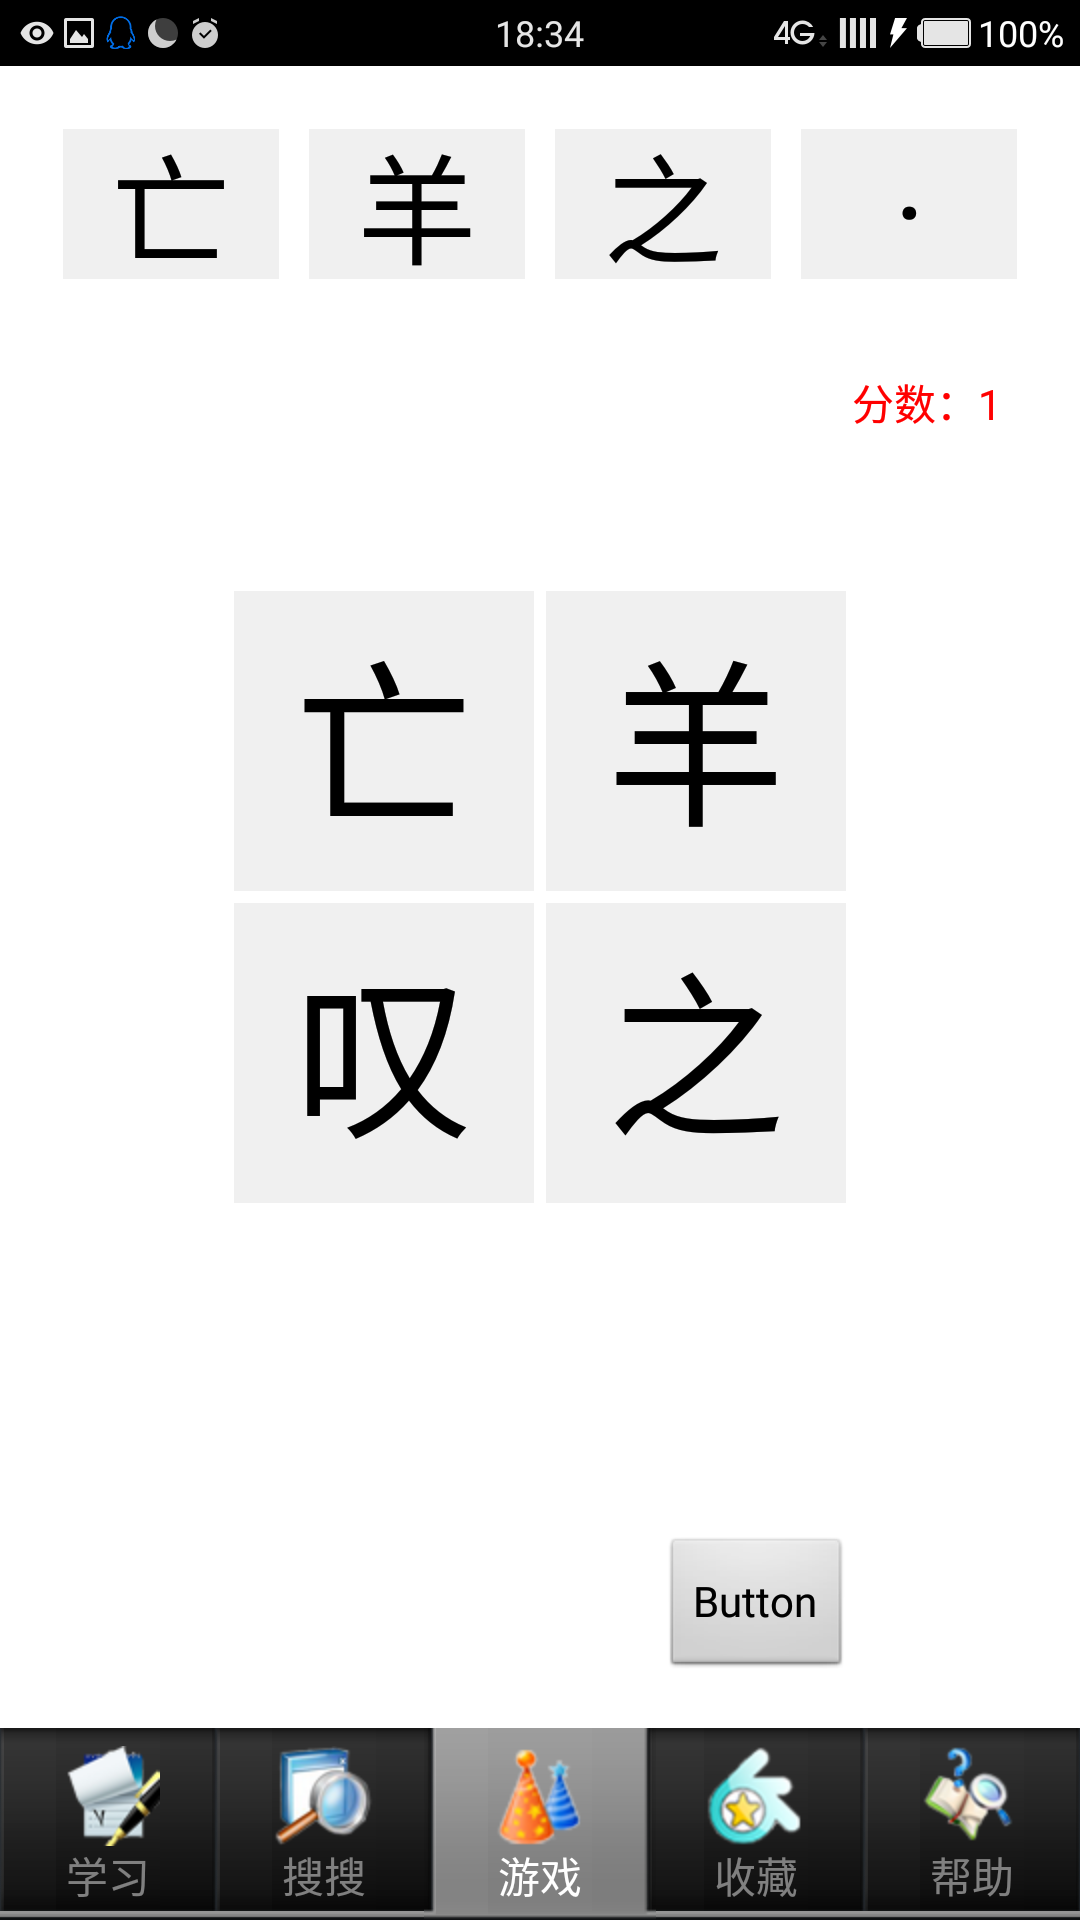 18:34 4G 100%
亡 羊 之 ·
分数：1
亡 羊
叹 之
Button
学习 搜搜 游戏 收藏 帮助